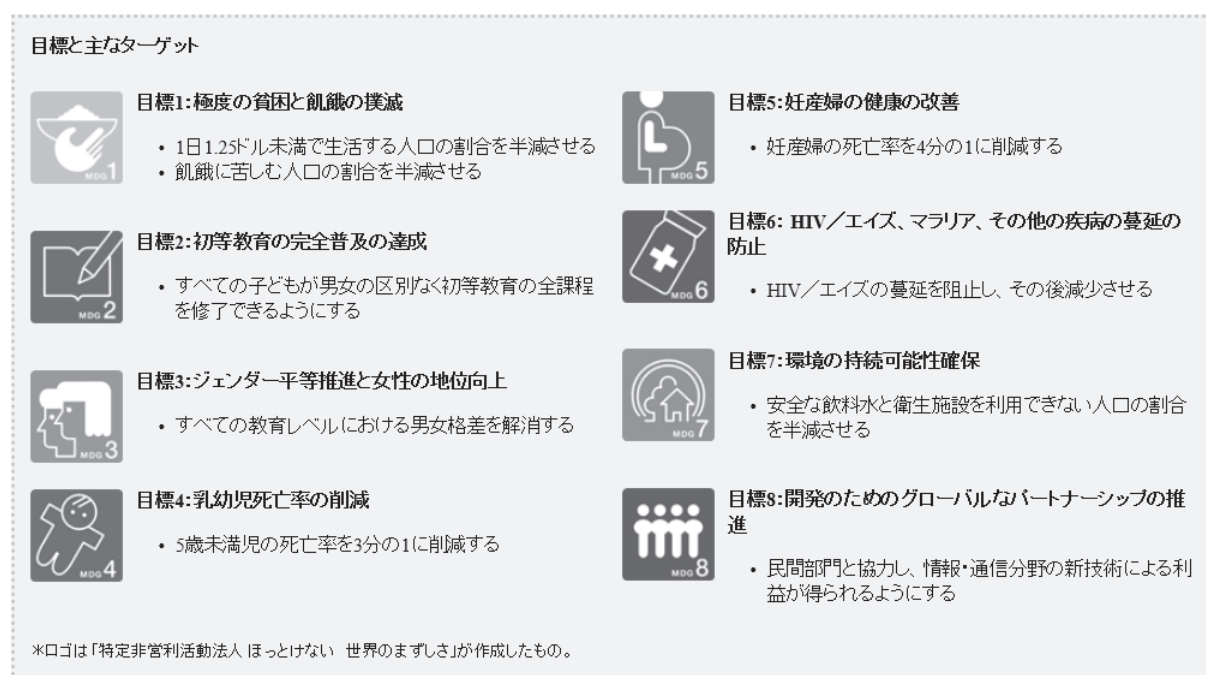 目標と主なターゲット
目標1:極度の貧困と飢餓の撲滅
• 1日1.25ドル未満で生活する人口の割合を半減させる
• 飢餓に苦しむ人口の割合を半減させる
MDG 1
目標2:初等教育の完全普及の達成
• すべての子どもが男女の区別なく初等教育の全課程
を修了できるようにする
MDG 2
目標3:ジェンダー平等推進と女性の地位向上
• すべての教育レベルにおける男女格差を解消する
MDG 3
目標4:乳幼児死亡率の削減
• 5歳未満児の死亡率を3分の1に削減する
MDG 4
目標5:妊産婦の健康の改善
• 妊産婦の死亡率を4分の1に削減する
MDG 5
目標6: HIV／エイズ、マラリア、その他の疾病の蔓延の
防止
• HIV／エイズの蔓延を阻止し、その後減少させる
MDG 6
目標7:環境の持続可能性確保
• 安全な飲料水と衛生施設を利用できない人口の割合
を半減させる
MDG 7
目標8:開発のためのグローバルなパートナーシップの推
進
• 民間部門と協力し、情報・通信分野の新技術による利
益が得られるようにする
MDG 8
＊ロゴは「特定非営利活動法人 ほっとけない　世界のまずしさ」が作成したもの。